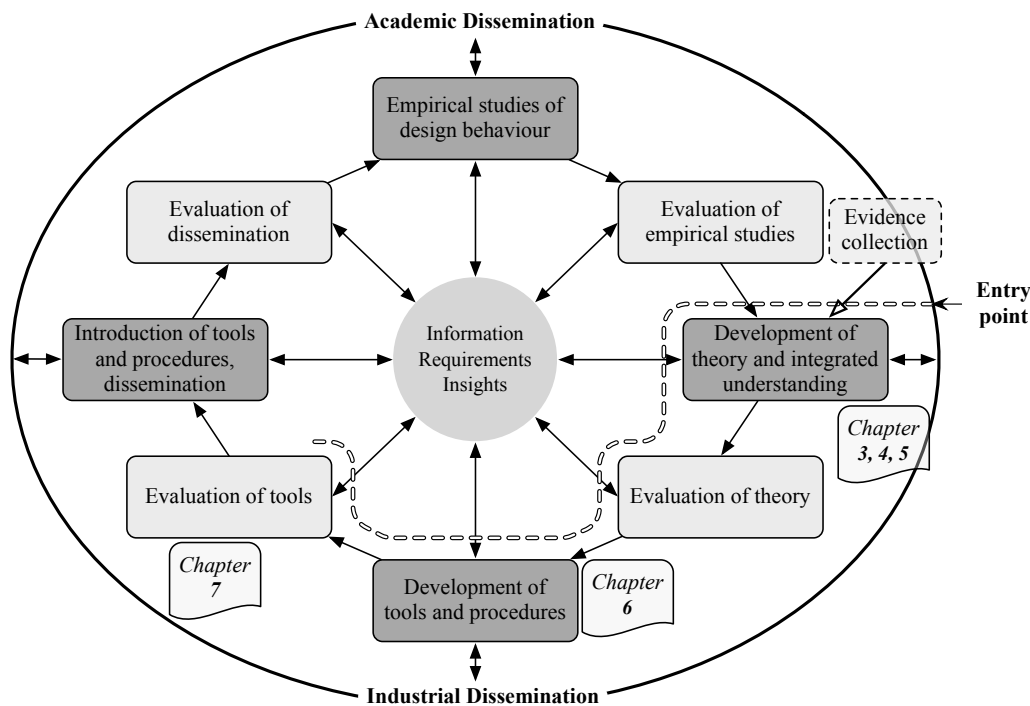 Academic Dissemination
Empirical studies of
design behaviour
Evaluation of
dissemination
Evaluation of
empirical studies
Evidence
collection
Entry
point
Introduction of tools
and procedures,
dissemination
Information
Requirements
Insights
Development of
theory and integrated
understanding
Chapter
3, 4, 5
Evaluation of tools
Evaluation of theory
Chapter
7
Development of
tools and procedures
Chapter
6
Industrial Dissemination